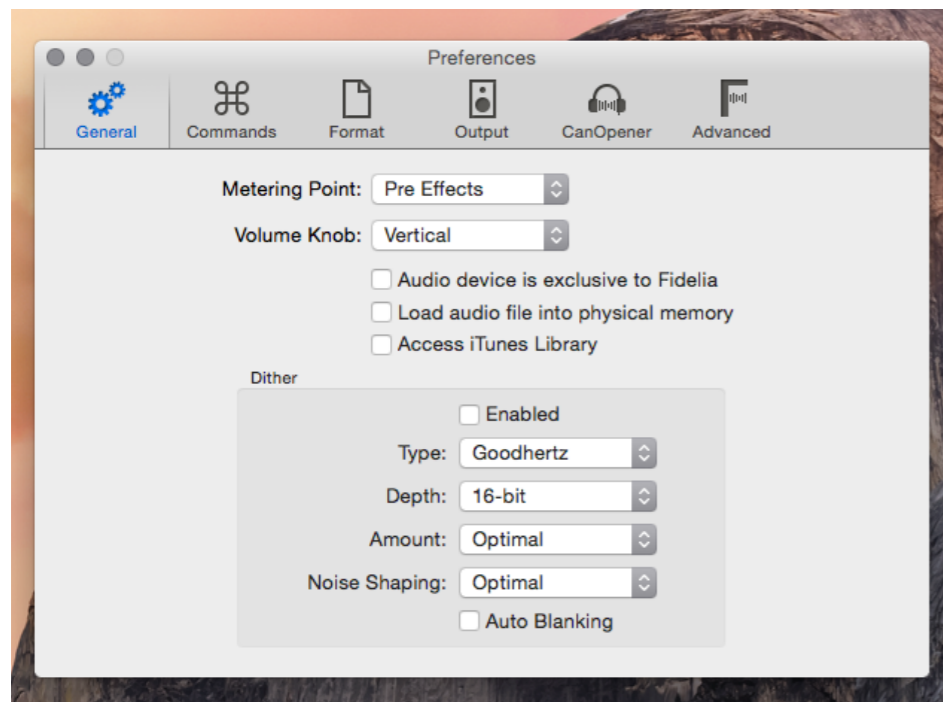 Preferences
General Commands Format Output CanOpener Advanced
Metering Point: Pre Effects
Volume Knob: Vertical
Audio device is exclusive to Fidelia
Load audio file into physical memory
Access iTunes Library
Dither
Enabled
Type: Goodhertz
Depth: 16-bit
Amount: Optimal
Noise Shaping: Optimal
Auto Blanking